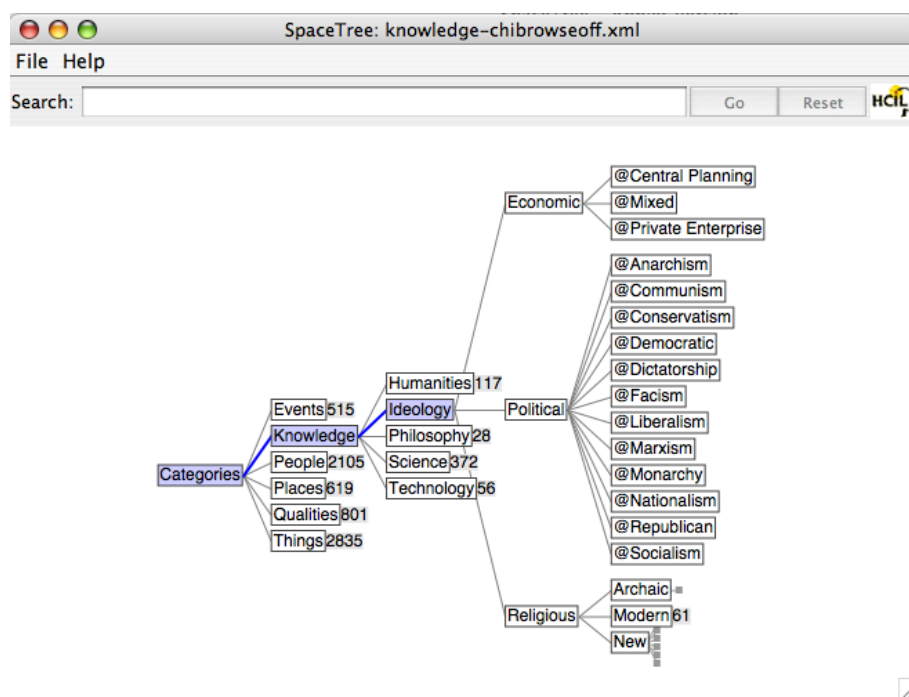 SpaceTree: knowledge-chibrowseoff.xml
File Help
Search: Go Reset HCIL
@Central Planning
Economic @Mixed
@Private Enterprise
@Anarchism
@Communism
@Conservatism
@Democratic
@Dictatorship
Humanities 117
@Facism
Events 515 Ideology Political
@Liberalism
Knowledge Philosophy 28
@Marxism
People 2105 Science 372
@Monarchy
Categories
Places 619 Technology 56
@Nationalism
Qualities 801
@Republican
Things 2835
@Socialism
Archaic
Religious Modern 61
New